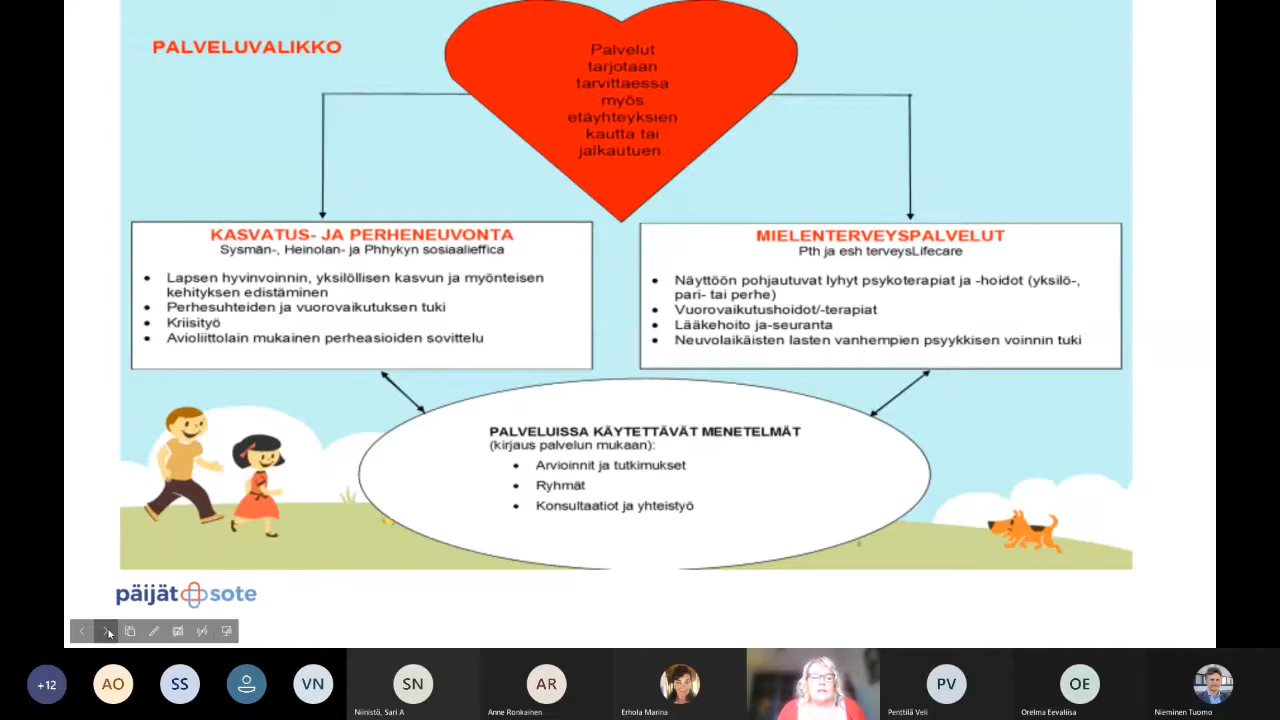 PALVELUVALIKKO
Palvelut
tarjotaan
tarvittaessa
myös
etäyhteyksien
kautta tai
jalkautuen.
KASVATUS- JA PERHENEUVONTA
Sysmän-, Heinolan- ja Phhykyn sosiaalieffica
• Lapsen hyvinvoinnin, yksilöllisen kasvun ja myönteisen
kehityksen edistäminen
• Perhesuhteiden ja vuorovaikutuksen tuki
• Kriisityö
• Avioliittolain mukainen perheasioiden sovittelu
MIELENTERVEYSPALVELUT
Pth ja esh terveysLifecare
• Näyttöön pohjautuvat lyhyt psykoterapiat ja -hoidot (yksilö-,
pari- tai perhe)
• Vuorovaikutushoidot/-terapiat
• Lääkehoito ja-seuranta
• Neuvolaikäisten lasten vanhempien psyykkisen voinnin tuki
PALVELUISSA KÄYTETTÄVÄT MENETELMÄT
(kirjaus palvelun mukaan):
• Arvioinnit ja tutkimukset
• Ryhmät
• Konsultaatiot ja yhteistyö
päijät sote
+12
AO
SS
VN
SN
AR
PV
OE
Niinistö, Sari A
Anne Ronkainen
Erhola Marina
Penttilä Veli
Orelma Eevaliisa
Nieminen Tuomo